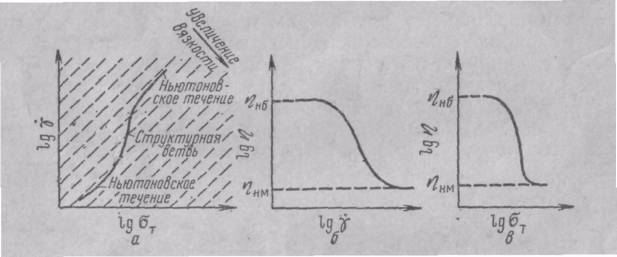 увеличение
вязкости
Ньютонов-
ское течение
Структурная
ветвь
Ньютоновское
течение
lg γ̇
lg σт
а
ηнб
lg η
ηнм
lg γ̇
б
ηнб
lg η
ηнм
lg σт
в